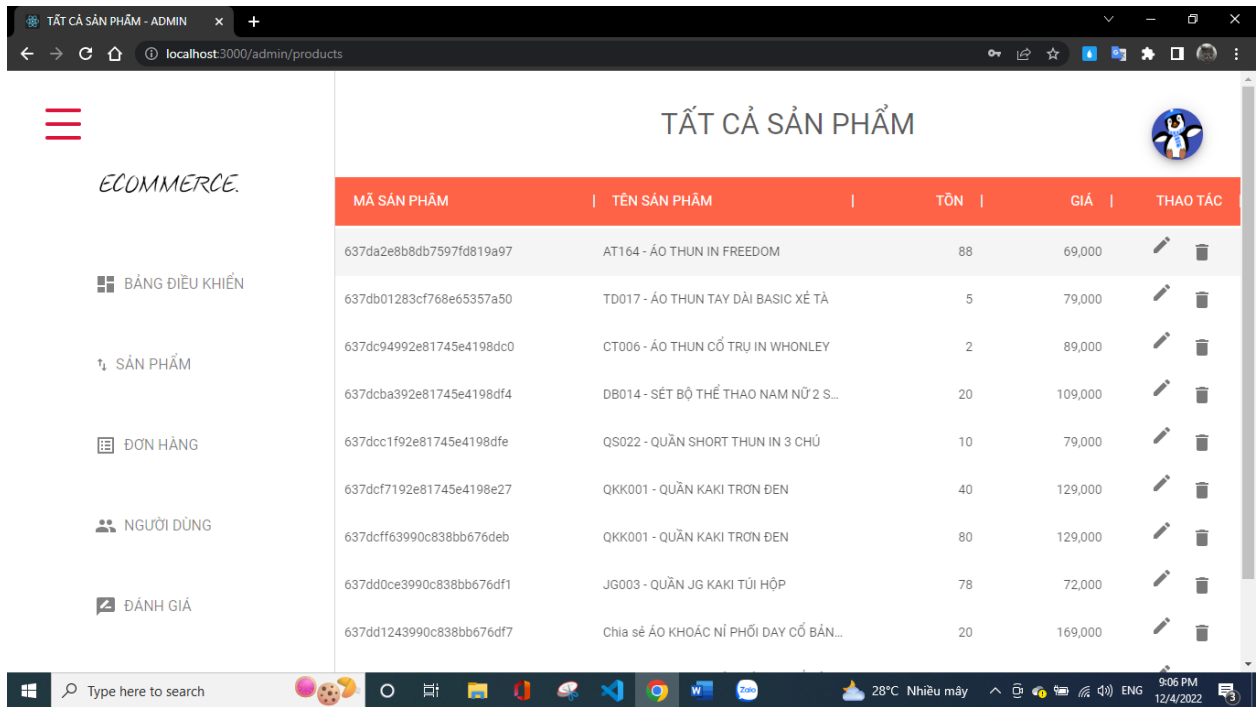 TẤT CẢ SẢN PHẨM - ADMIN
localhost:3000/admin/products
TẤT CẢ SẢN PHẨM
ECOMMERCE.
BẢNG ĐIỀU KHIỂN
SẢN PHẨM
ĐƠN HÀNG
NGƯỜI DÙNG
ĐÁNH GIÁ
MÃ SẢN PHẨM | TÊN SẢN PHẨM | TỒN | GIÁ | THAO TÁC
637da2e8b8db7597fd819a97 AT164 - ÁO THUN IN FREEDOM 88 69,000
637db01283cf768e65357a50 TD017 - ÁO THUN TAY DÀI BASIC XẺ TÀ 5 79,000
637dc94992e81745e4198dc0 CT006 - ÁO THUN CỔ TRỤ IN WHONLEY 2 89,000
637dcba392e81745e4198df4 DB014 - SÉT BỘ THỂ THAO NAM NỮ 2 S... 20 109,000
637dcc1f92e81745e4198dfe QS022 - QUẦN SHORT THUN IN 3 CHÚ 10 79,000
637dcf7192e81745e4198e27 QKK001 - QUẦN KAKI TRƠN ĐEN 40 129,000
637dcff63990c838bb676deb QKK001 - QUẦN KAKI TRƠN ĐEN 80 129,000
637dd0ce3990c838bb676df1 JG003 - QUẦN JG KAKI TÚI HỘP 78 72,000
637dd1243990c838bb676df7 Chia sẻ ÁO KHOÁC NỈ PHỐI DAY CỔ BẢN... 20 169,000
Type here to search
Zalo
28°C Nhiều mây
ENG
9:06 PM
12/4/2022
3